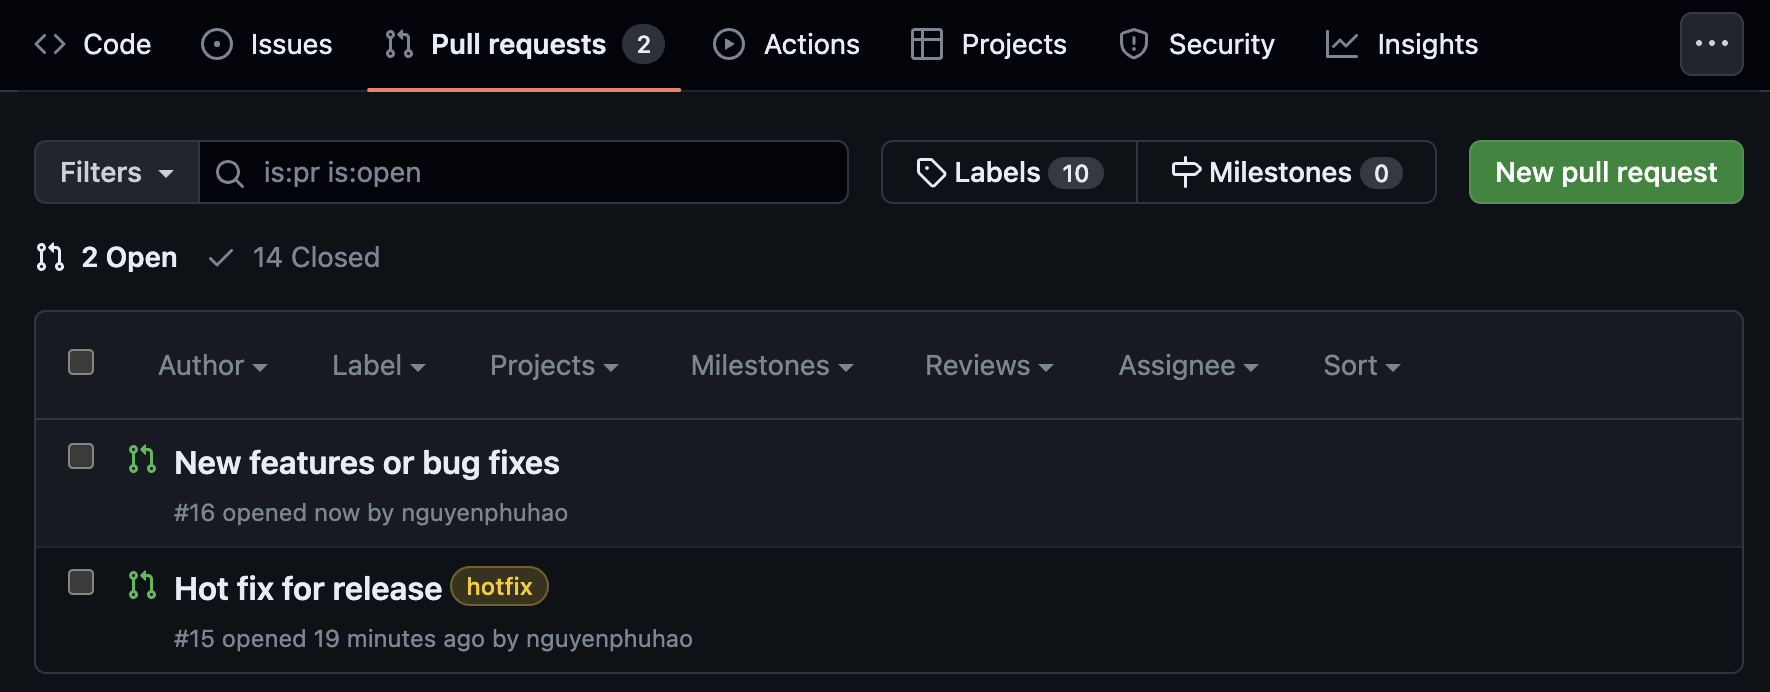 Code Issues Pull requests 2 Actions Projects Security Insights
Filters is:pr is:open Labels 10 Milestones 0 New pull request
2 Open 14 Closed
Author Label Projects Milestones Reviews Assignee Sort
New features or bug fixes
#16 opened now by nguyenphuhao
Hot fix for release hotfix
#15 opened 19 minutes ago by nguyenphuhao